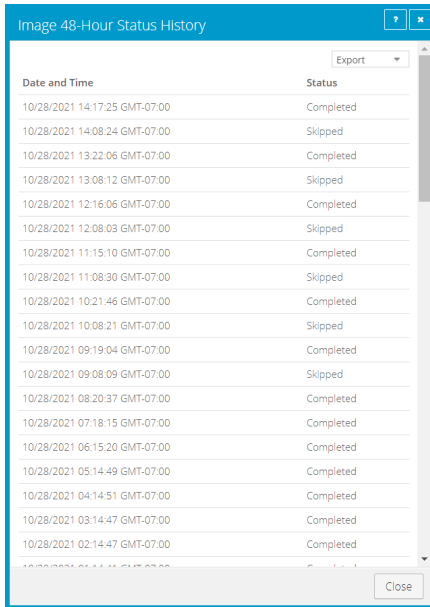 Image 48-Hour Status History
?
×
Export
Date and Time Status
10/28/2021 14:17:25 GMT-07:00 Completed
10/28/2021 14:08:24 GMT-07:00 Skipped
10/28/2021 13:22:06 GMT-07:00 Completed
10/28/2021 13:08:12 GMT-07:00 Skipped
10/28/2021 12:16:06 GMT-07:00 Completed
10/28/2021 12:08:03 GMT-07:00 Skipped
10/28/2021 11:15:10 GMT-07:00 Completed
10/28/2021 11:08:30 GMT-07:00 Skipped
10/28/2021 10:21:46 GMT-07:00 Completed
10/28/2021 10:08:21 GMT-07:00 Skipped
10/28/2021 09:19:04 GMT-07:00 Completed
10/28/2021 09:08:09 GMT-07:00 Skipped
10/28/2021 08:20:37 GMT-07:00 Completed
10/28/2021 07:18:15 GMT-07:00 Completed
10/28/2021 06:15:20 GMT-07:00 Completed
10/28/2021 05:14:49 GMT-07:00 Completed
10/28/2021 04:14:51 GMT-07:00 Completed
10/28/2021 03:14:47 GMT-07:00 Completed
10/28/2021 02:14:47 GMT-07:00 Completed
Close